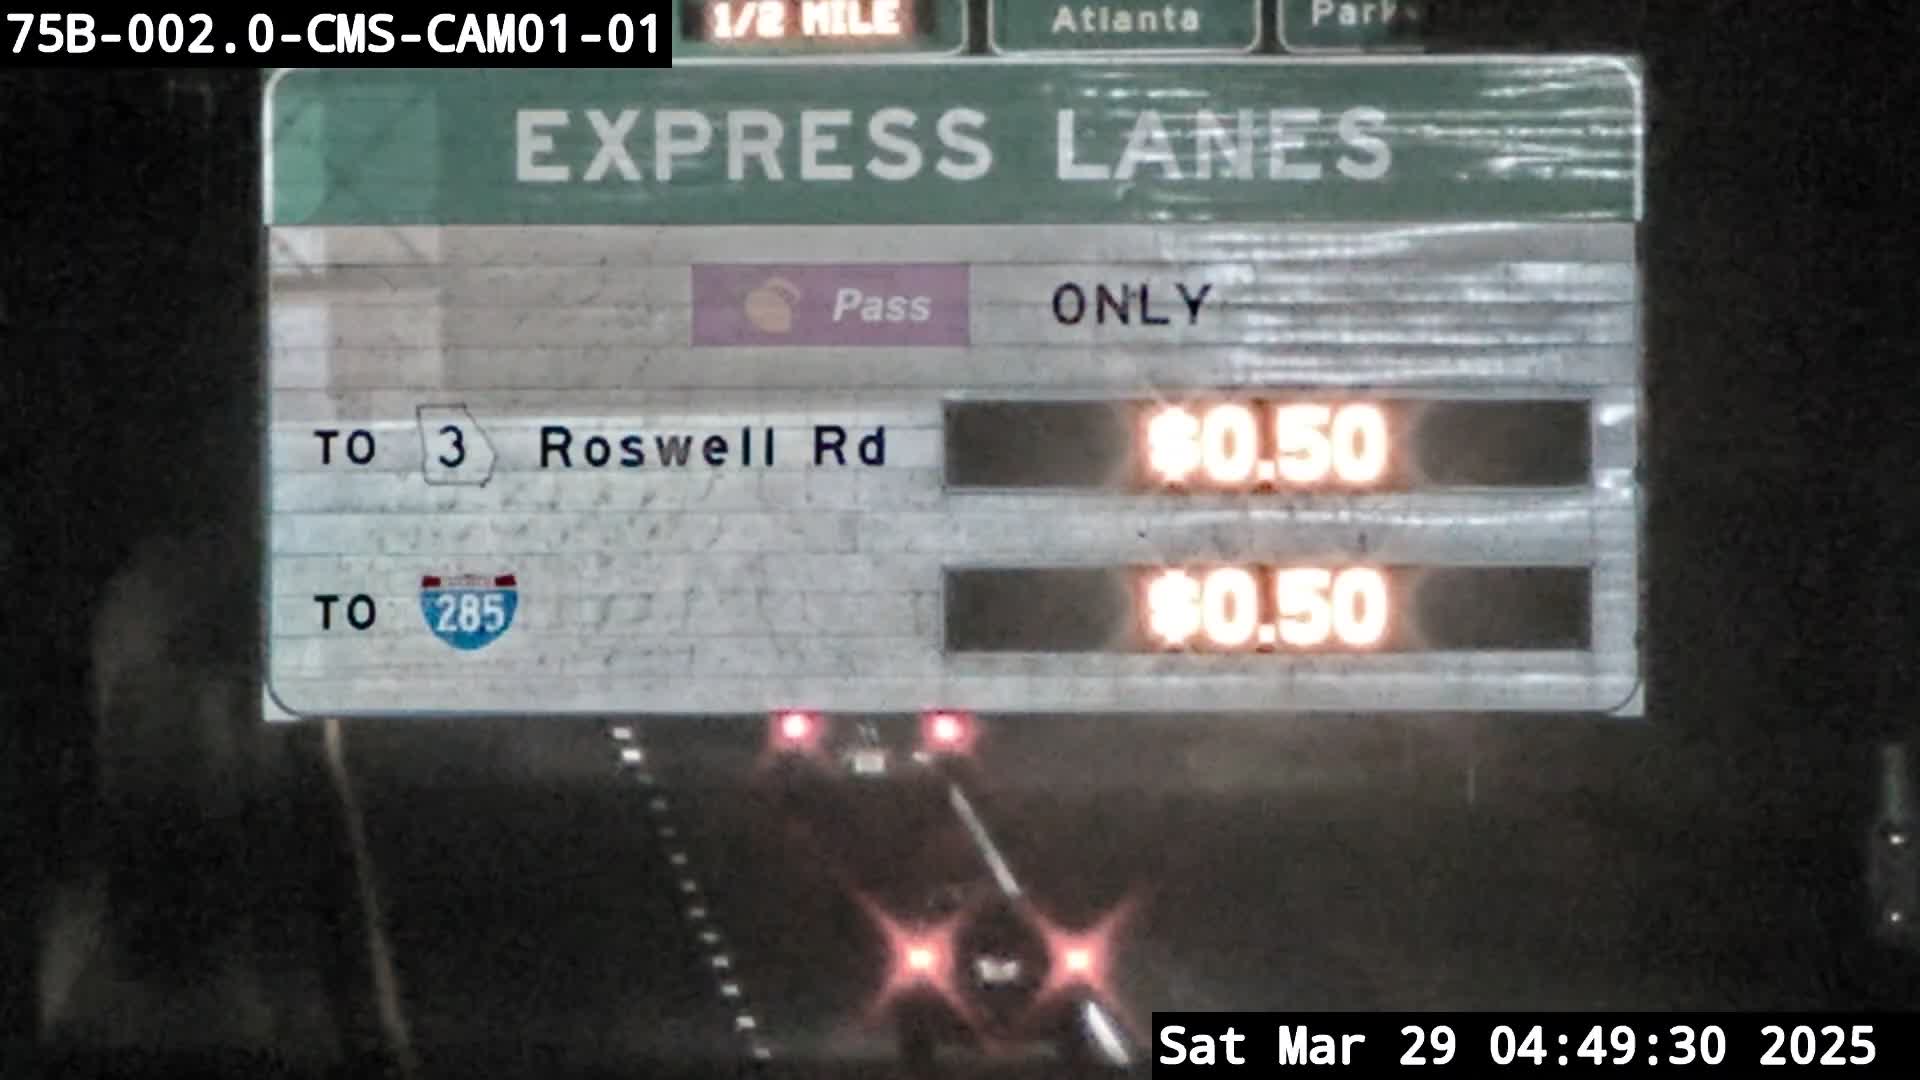 75B-002.0-CMS-CAM01-01
1/2 MILE
Atlanta
Park
EXPRESS LANES
Pass ONLY
TO 3 Roswell Rd $0.50
TO 285 $0.50
Sat Mar 29 04:49:30 2025